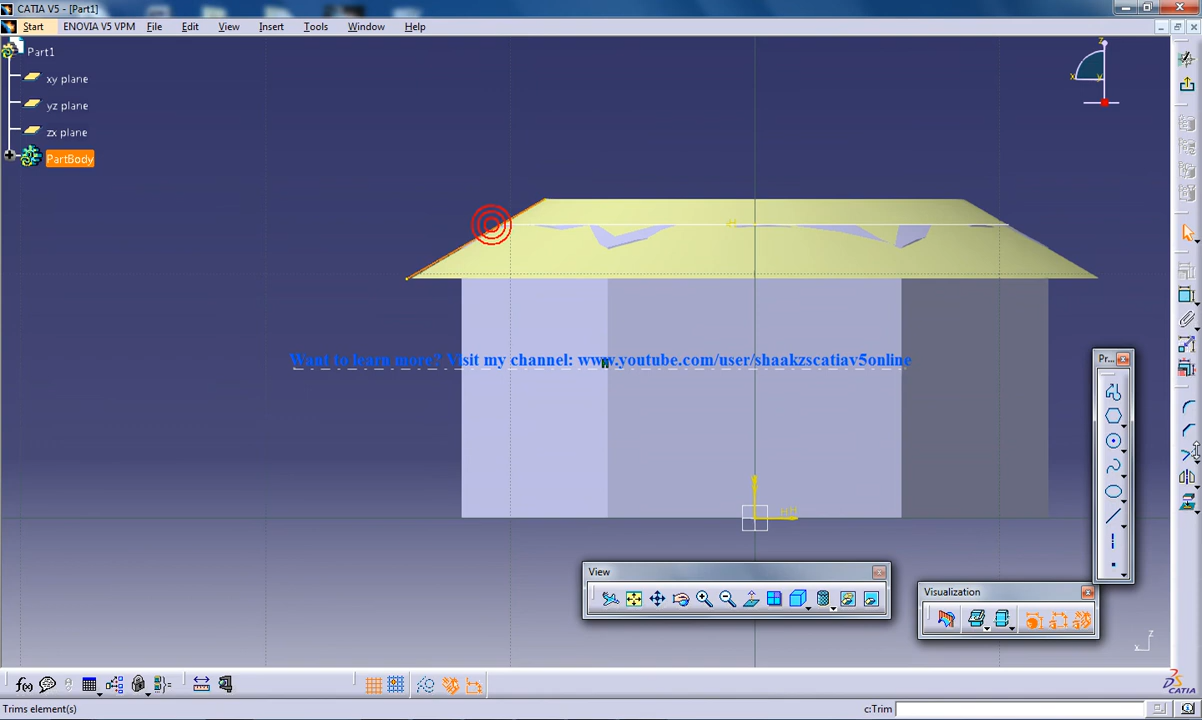 CATIA V5 - [Part1]
Start ENOVIA V5 VPM File Edit View Insert Tools Window Help
Part1
xy plane
yz plane
zx plane
PartBody
z
x
y
H
Want to learn more? Visit my channel: www.youtube.com/user/shaakzscatiav5online
Pr...
H
View
Visualization
z
x
f(x)
CATIA
Trims element(s)
c:Trim